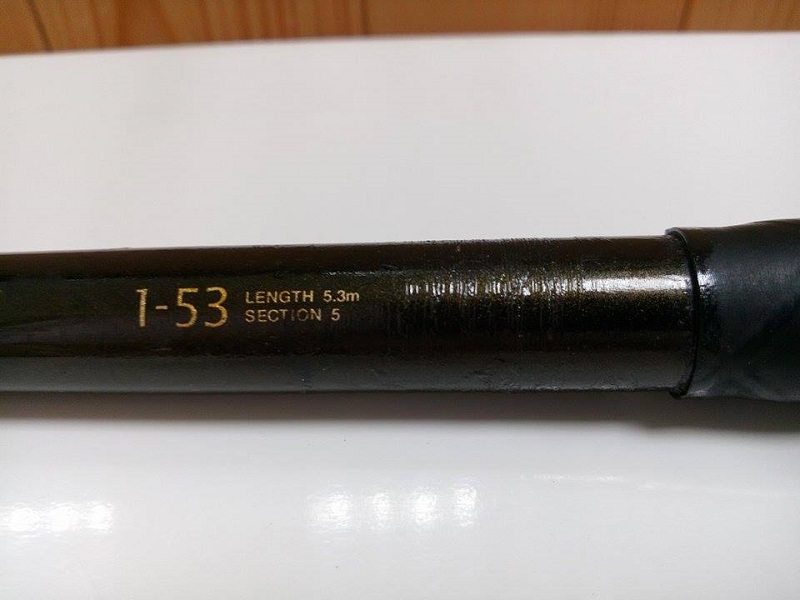 1-53
LENGTH 5.3m
SECTION 5